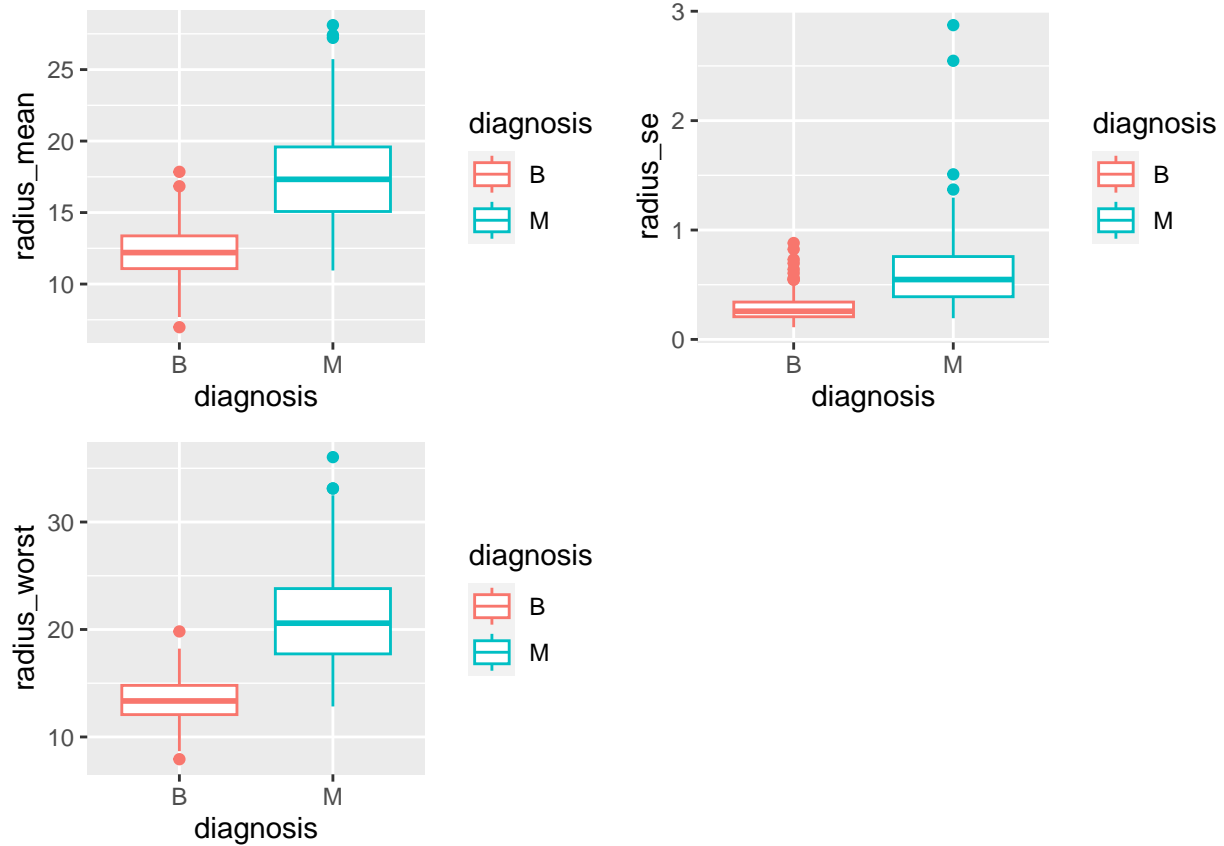 radius_mean
25
20
15
10
B
M
diagnosis
diagnosis
B
M
radius_se
3
2
1
0
B
M
diagnosis
diagnosis
B
M
radius_worst
30
20
10
B
M
diagnosis
diagnosis
B
M